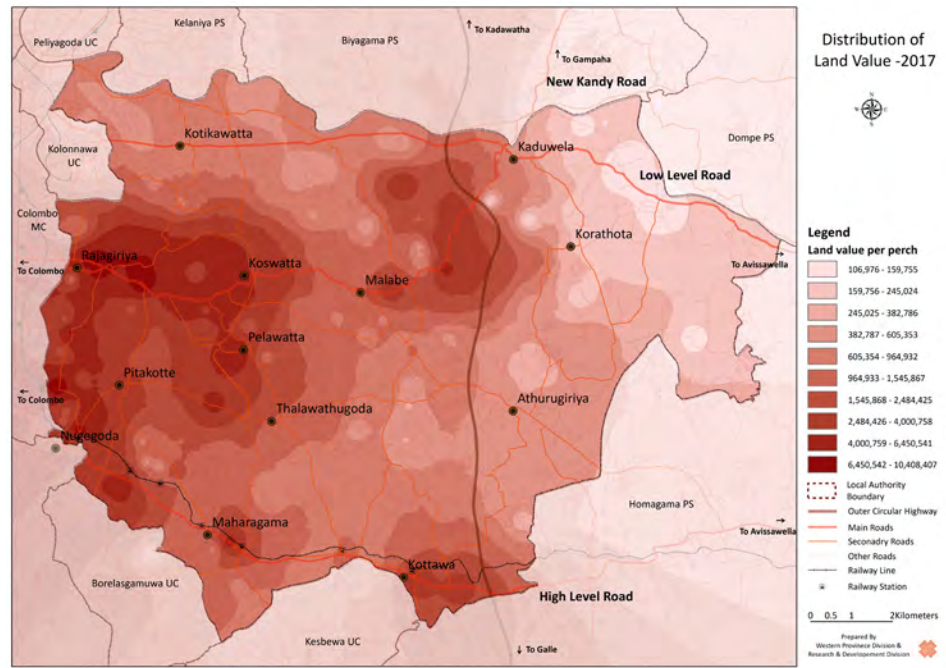 Distribution of
Land Value -2017
N
W
E
S
Peliyagoda UC
Kelaniya PS
Biyagama PS
To Kadawatha
To Gampaha
New Kandy Road
Dompe PS
Low Level Road
Kotikawatta
Kaduwela
Kolonnawa
UC
Colombo
MC
To Colombo
Rajagiriya
Koswatta
Malabe
Korathota
To Avissawella
Pelawatta
Pitakotte
To Colombo
Thalawathugoda
Athurugiriya
Nugegoda
Homagama PS
To Avissawella
Maharagama
Kottawa
Borelasgamuwa UC
High Level Road
Kesbewa UC
To Galle
Legend
Land value per perch
106,976 - 159,755
159,756 - 245,024
245,025 - 382,786
382,787 - 605,353
605,354 - 964,932
964,933 - 1,545,867
1,545,868 - 2,484,425
2,484,426 - 4,000,758
4,000,759 - 6,450,541
6,450,542 - 10,408,407
Local Authority
Boundary
Outer Circular Highway
Main Roads
Seconadry Roads
Other Roads
Railway Line
Railway Station
0 0.5 1 2Kilometers
Prepared By
Western Provinece Division &
Research & Developement Division